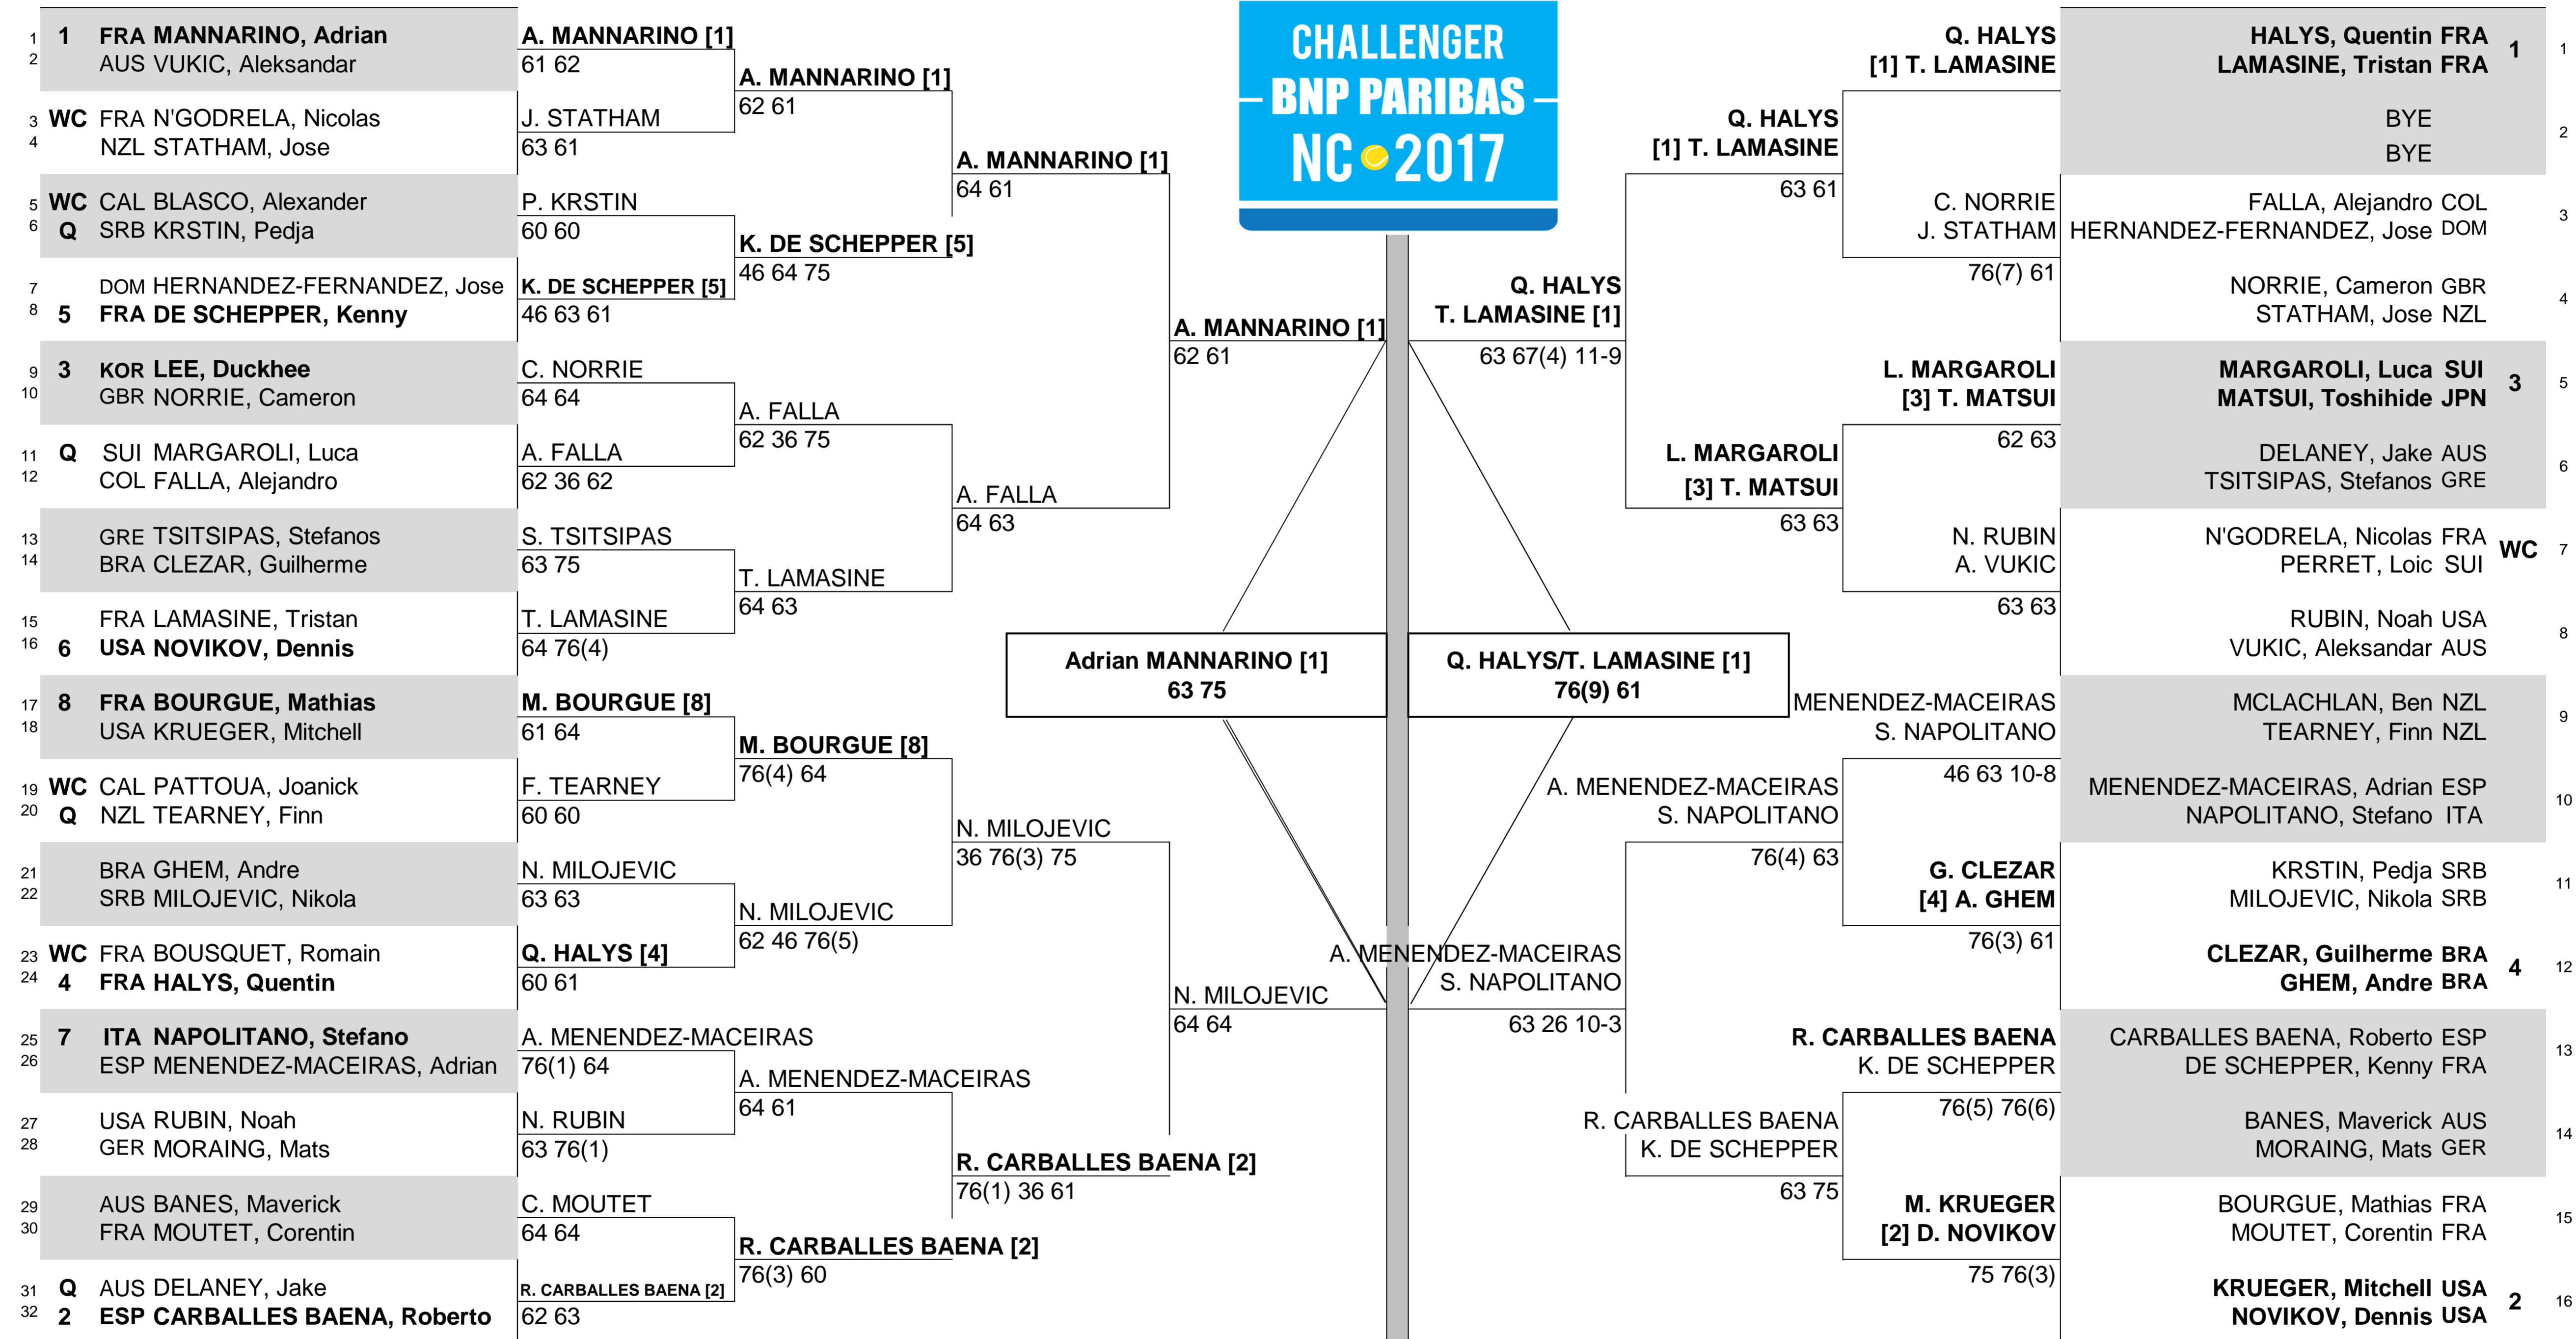 CHALLENGER
BNP PARIBAS
NC 2017
1 1 FRA MANNARINO, Adrian
2 AUS VUKIC, Aleksandar
3 WC FRA N'GODRELA, Nicolas
4 NZL STATHAM, Jose
5 WC CAL BLASCO, Alexander
6 Q SRB KRSTIN, Pedja
7 DOM HERNANDEZ-FERNANDEZ, Jose
8 5 FRA DE SCHEPPER, Kenny
9 3 KOR LEE, Duckhee
10 GBR NORRIE, Cameron
11 Q SUI MARGAROLI, Luca
12 COL FALLA, Alejandro
13 GRE TSITSIPAS, Stefanos
14 BRA CLEZAR, Guilherme
15 FRA LAMASINE, Tristan
16 6 USA NOVIKOV, Dennis
17 8 FRA BOURGUE, Mathias
18 USA KRUEGER, Mitchell
19 WC CAL PATTOUA, Joanick
20 Q NZL TEARNEY, Finn
21 BRA GHEM, Andre
22 SRB MILOJEVIC, Nikola
23 WC FRA BOUSQUET, Romain
24 4 FRA HALYS, Quentin
25 7 ITA NAPOLITANO, Stefano
26 ESP MENENDEZ-MACEIRAS, Adrian
27 USA RUBIN, Noah
28 GER MORAING, Mats
29 AUS BANES, Maverick
30 FRA MOUTET, Corentin
31 Q AUS DELANEY, Jake
32 2 ESP CARBALLES BAENA, Roberto
A. MANNARINO [1]
61 62
J. STATHAM
63 61
P. KRSTIN
60 60
K. DE SCHEPPER [5]
46 63 61
C. NORRIE
64 64
A. FALLA
62 36 62
S. TSITSIPAS
63 75
T. LAMASINE
64 76(4)
M. BOURGUE [8]
61 64
F. TEARNEY
60 60
N. MILOJEVIC
63 63
Q. HALYS [4]
60 61
A. MENENDEZ-MACEIRAS
76(1) 64
N. RUBIN
63 76(1)
C. MOUTET
64 64
R. CARBALLES BAENA [2]
62 63
A. MANNARINO [1]
62 61
K. DE SCHEPPER [5]
46 64 75
A. FALLA
62 36 75
T. LAMASINE
64 63
M. BOURGUE [8]
76(4) 64
N. MILOJEVIC
62 46 76(5)
A. MENENDEZ-MACEIRAS
64 61
R. CARBALLES BAENA [2]
76(3) 60
A. MANNARINO [1]
64 61
A. FALLA
64 63
N. MILOJEVIC
36 76(3) 75
R. CARBALLES BAENA [2]
76(1) 36 61
A. MANNARINO [1]
62 61
N. MILOJEVIC
64 64
Adrian MANNARINO [1]
63 75
Q. HALYS/T. LAMASINE [1]
76(9) 61
Q. HALYS
T. LAMASINE [1]
63 67(4) 11-9
A. MENENDEZ-MACEIRAS
S. NAPOLITANO
63 26 10-3
Q. HALYS
[1] T. LAMASINE
63 61
L. MARGAROLI
[3] T. MATSUI
63 63
A. MENENDEZ-MACEIRAS
S. NAPOLITANO
76(4) 63
R. CARBALLES BAENA
K. DE SCHEPPER
63 75
Q. HALYS
[1] T. LAMASINE
C. NORRIE
J. STATHAM
76(7) 61
L. MARGAROLI
[3] T. MATSUI
62 63
N. RUBIN
A. VUKIC
63 63
MENENDEZ-MACEIRAS
S. NAPOLITANO
46 63 10-8
G. CLEZAR
[4] A. GHEM
76(3) 61
R. CARBALLES BAENA
K. DE SCHEPPER
76(5) 76(6)
M. KRUEGER
[2] D. NOVIKOV
75 76(3)
HALYS, Quentin FRA
LAMASINE, Tristan FRA
1 1
BYE
BYE
2
FALLA, Alejandro COL
HERNANDEZ-FERNANDEZ, Jose DOM
3
NORRIE, Cameron GBR
STATHAM, Jose NZL
4
MARGAROLI, Luca SUI
MATSUI, Toshihide JPN
3 5
DELANEY, Jake AUS
TSITSIPAS, Stefanos GRE
6
N'GODRELA, Nicolas FRA
PERRET, Loic SUI
WC 7
RUBIN, Noah USA
VUKIC, Aleksandar AUS
8
MCLACHLAN, Ben NZL
TEARNEY, Finn NZL
9
MENENDEZ-MACEIRAS, Adrian ESP
NAPOLITANO, Stefano ITA
10
KRSTIN, Pedja SRB
MILOJEVIC, Nikola SRB
11
CLEZAR, Guilherme BRA
GHEM, Andre BRA
4 12
CARBALLES BAENA, Roberto ESP
DE SCHEPPER, Kenny FRA
13
BANES, Maverick AUS
MORAING, Mats GER
14
BOURGUE, Mathias FRA
MOUTET, Corentin FRA
15
KRUEGER, Mitchell USA
NOVIKOV, Dennis USA
2 16